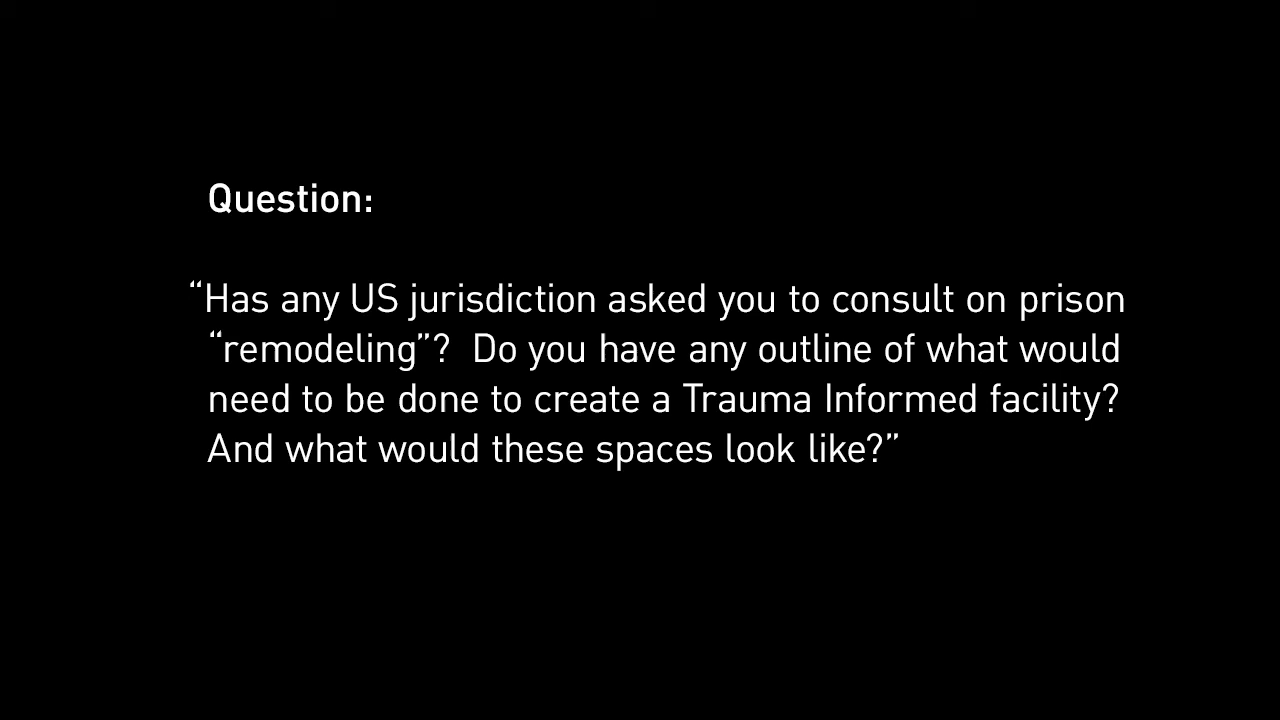 Question:
“Has any US jurisdiction asked you to consult on prison
“remodeling”?  Do you have any outline of what would
need to be done to create a Trauma Informed facility?
And what would these spaces look like?”